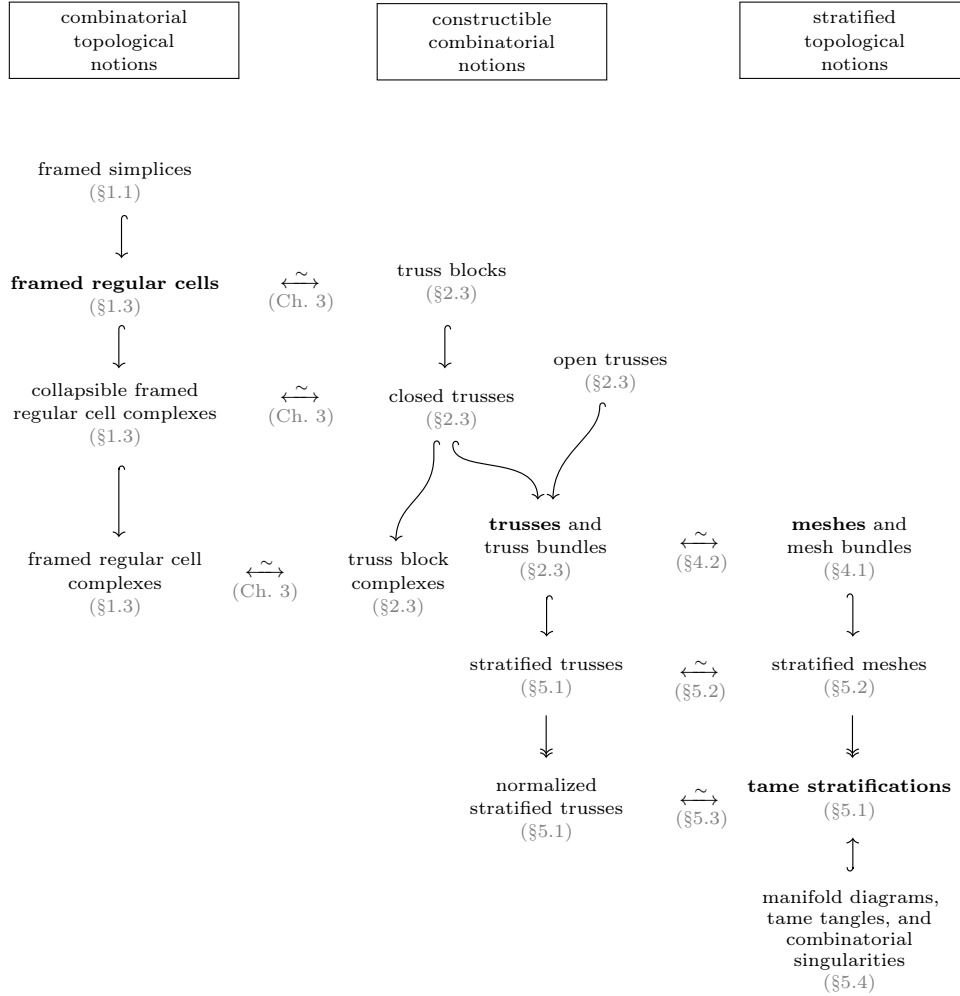 combinatorial
topological
notions
constructible
combinatorial
notions
stratified
topological
notions
framed simplices
(§1.1)
framed regular cells
(§1.3)
∼
(Ch. 3)
truss blocks
(§2.3)
collapsible framed
regular cell complexes
(§1.3)
∼
(Ch. 3)
closed trusses
(§2.3)
open trusses
(§2.3)
framed regular cell
complexes
(§1.3)
∼
(Ch. 3)
truss block
complexes
(§2.3)
trusses and
truss bundles
(§2.3)
∼
(§4.2)
meshes and
mesh bundles
(§4.1)
stratified trusses
(§5.1)
∼
(§5.2)
stratified meshes
(§5.2)
normalized
stratified trusses
(§5.1)
∼
(§5.3)
tame stratifications
(§5.1)
manifold diagrams,
tame tangles, and
combinatorial
singularities
(§5.4)